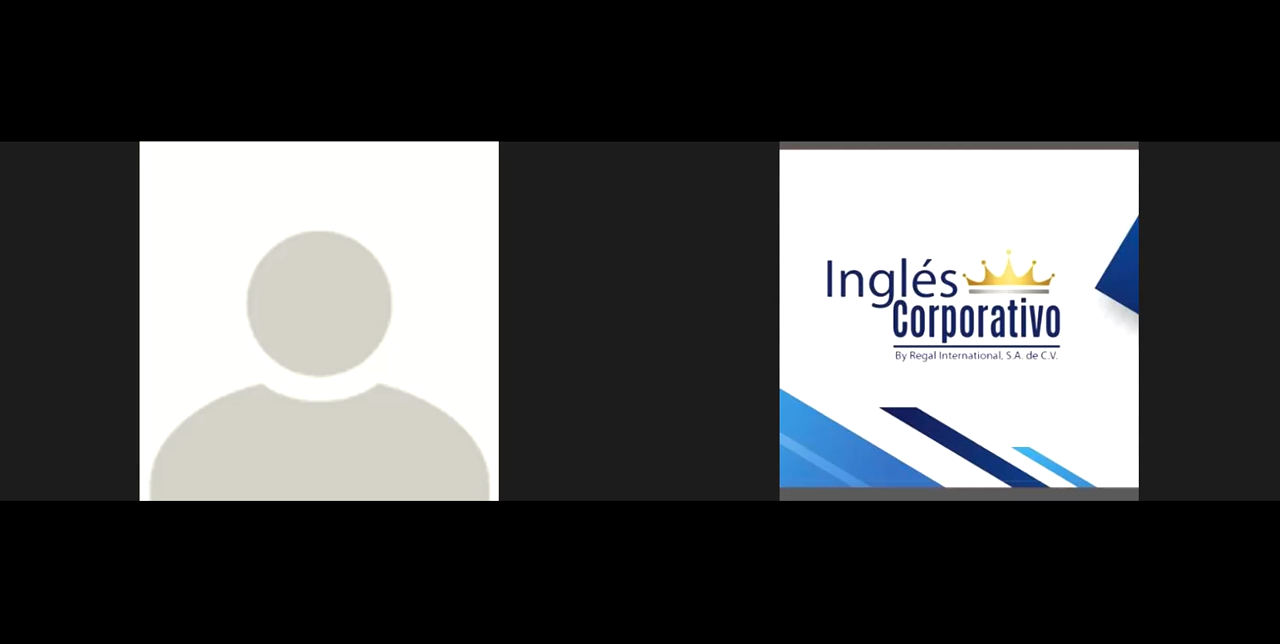 Inglés
Corporativo
By Regal International, S.A. de C.V.